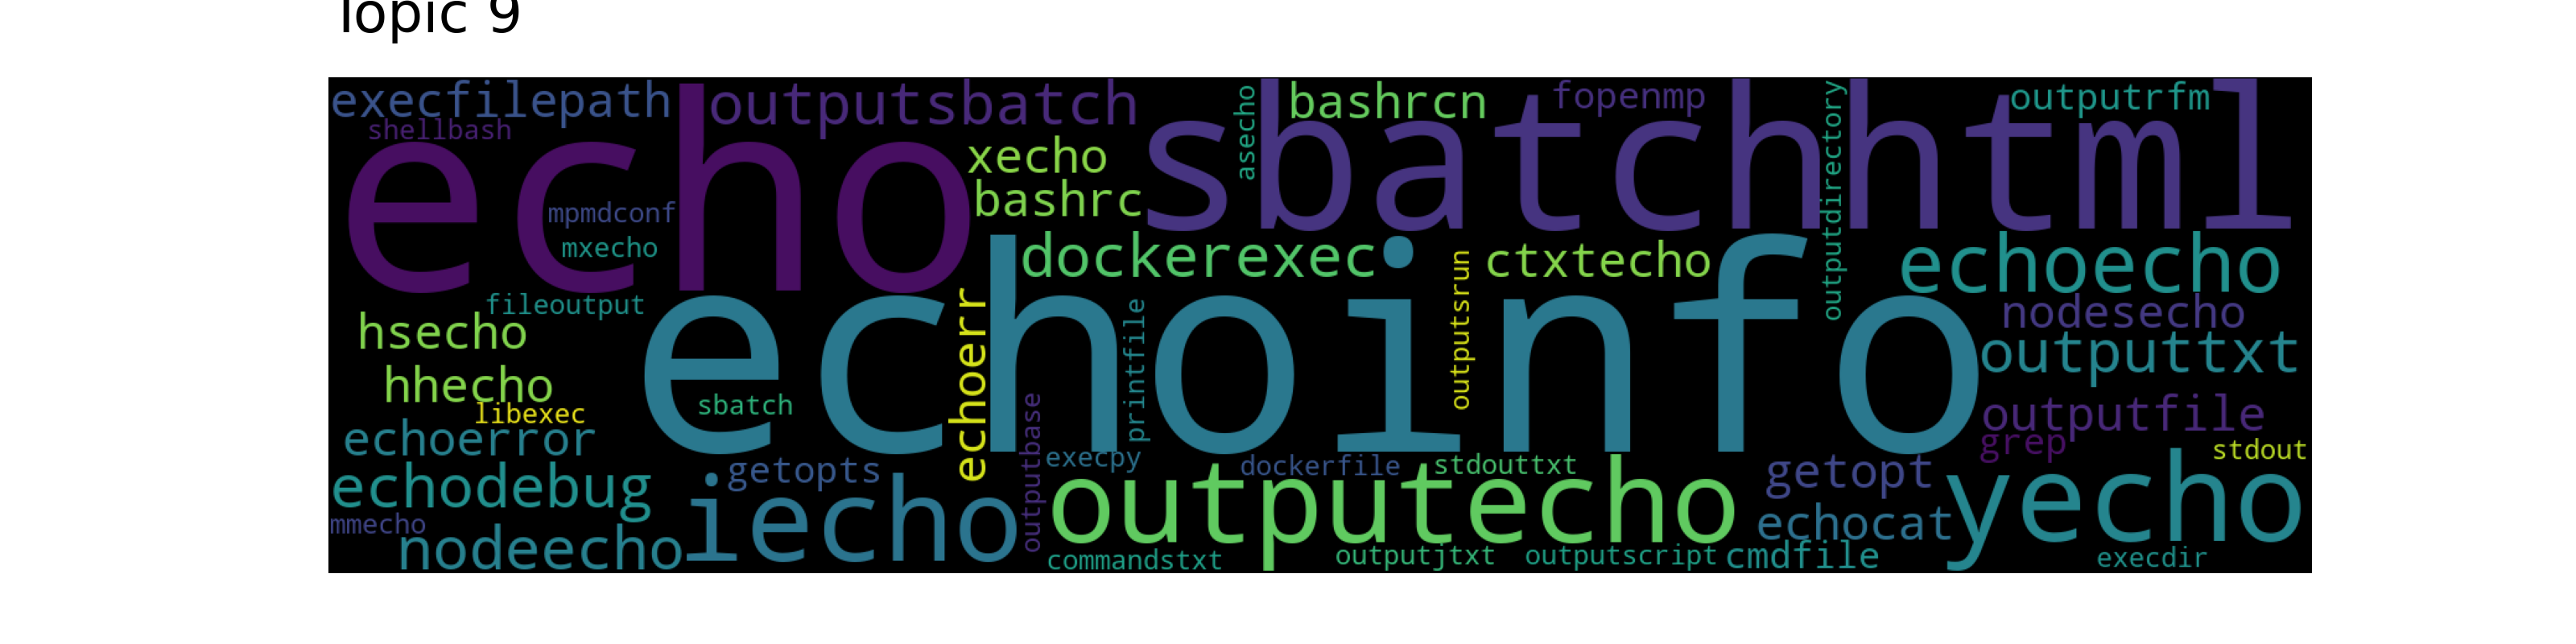 Topic 9
execfilepath
outputsbatch
asecho
bashrcn
fopenmp
outputdirectory
outputrfm
shellbash
echo
xecho
sbatchhtml
bashrc
mpmdconf
mxecho
dockerexec
ctxtecho
echoecho
fileoutput
echoinfo
nodesecho
hsecho
echoerr
printfile
outputsrun
outputtxt
hhecho
libexec
sbatch
outputbase
outputfile
echoerror
execpy
dockerfile
stdouttxt
grep
stdout
getopts
getopt
echodebug
iecho
outputecho
echocat
yecho
mmecho
nodeecho
commandstxt
outputjtxt
outputscript
cmdfile
execdir